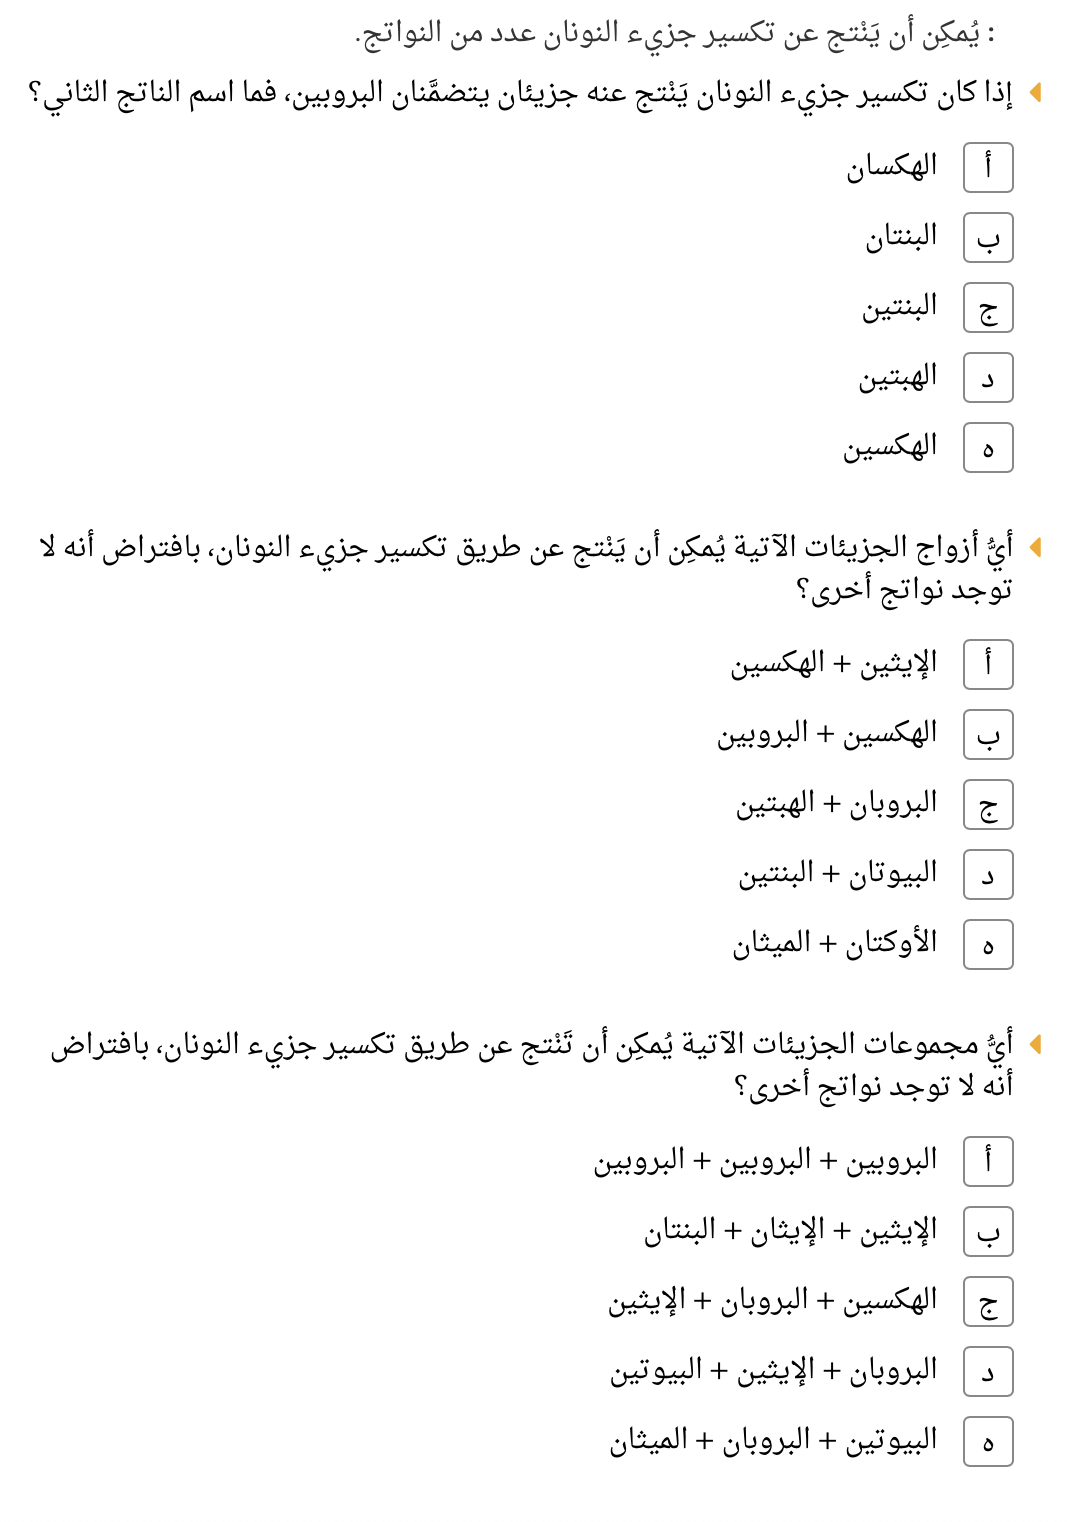 : يُمكِن أن يَنْتج عن تكسير جزيء النونان عدد من النواتج.
إذا كان تكسير جزيء النونان يَنْتج عنه جزيئان يتضمَّنان البروبين، فما اسم الناتج الثاني؟
أ الهكسان
ب البنتان
ج البنتين
د الهبتين
ه الهكسين
أيُّ أزواج الجزيئات الآتية يُمكِن أن يَنْتج عن طريق تكسير جزيء النونان، بافتراض أنه لا
توجد نواتج أخرى؟
أ الإيثين + الهكسين
ب الهكسين + البروبين
ج البروبان + الهبتين
د البيوتان + البنتين
ه الأوكتان + الميثان
أيُّ مجموعات الجزيئات الآتية يُمكِن أن تَنْتج عن طريق تكسير جزيء النونان، بافتراض
أنه لا توجد نواتج أخرى؟
أ البروبين + البروبين + البروبين
ب الإيثين + الإيثان + البنتان
ج الهكسين + البروبان + الإيثين
د البروبان + الإيثين + البيوتين
ه البيوتين + البروبان + الميثان